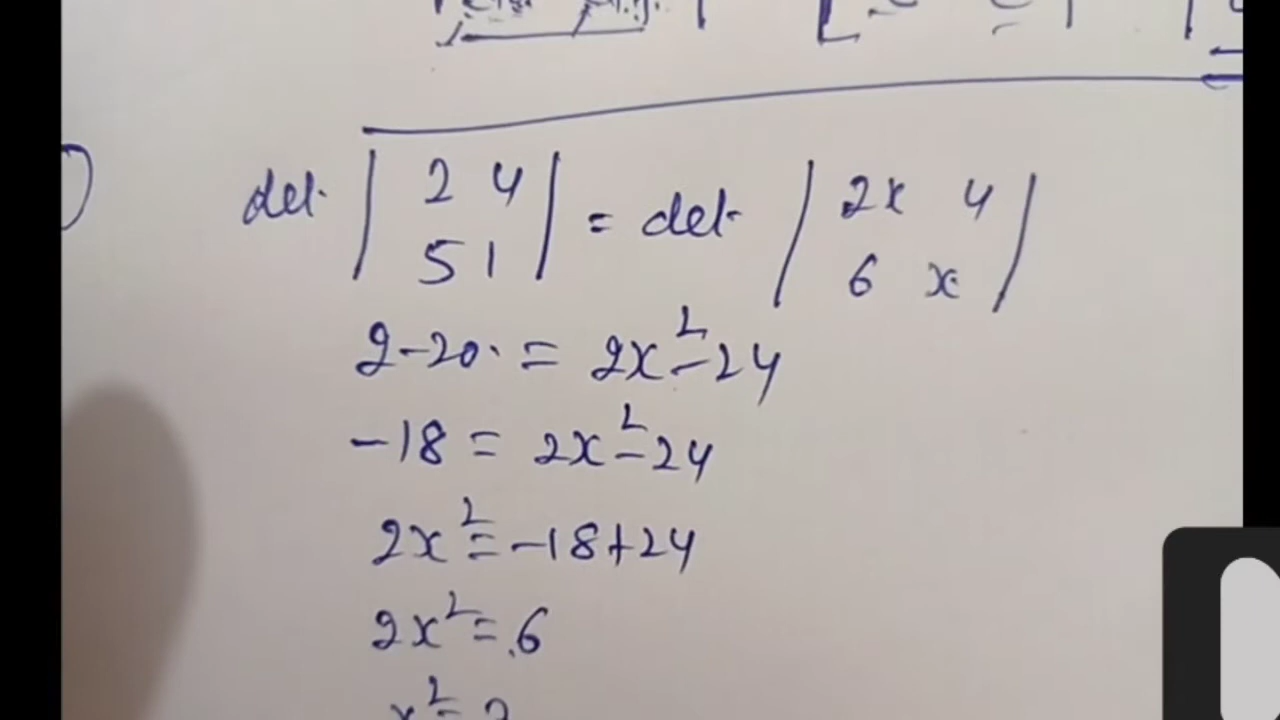 det | 2 4 | = det | 2x 4 |
| 5 1 | | 6 x |
2-20 = 2x²-24
-18 = 2x²-24
2x² = -18+24
2x² = 6
x² =